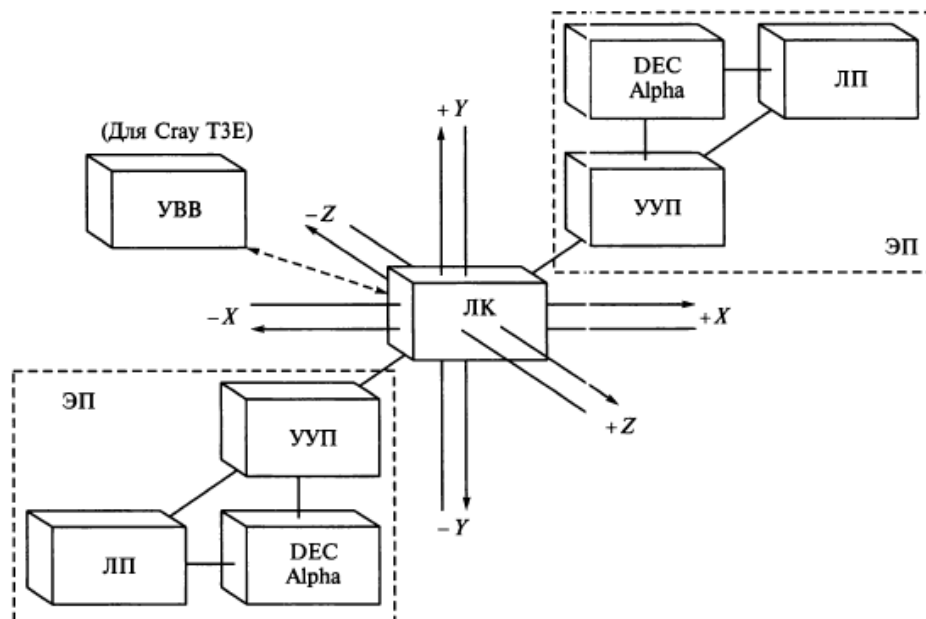 DEC
Alpha
ЛП
УУП
ЭП
(Для Cray T3E)
УВВ
+Y
−Z
ЛК
−X
+X
+Z
−Y
ЭП
УУП
ЛП
DEC
Alpha